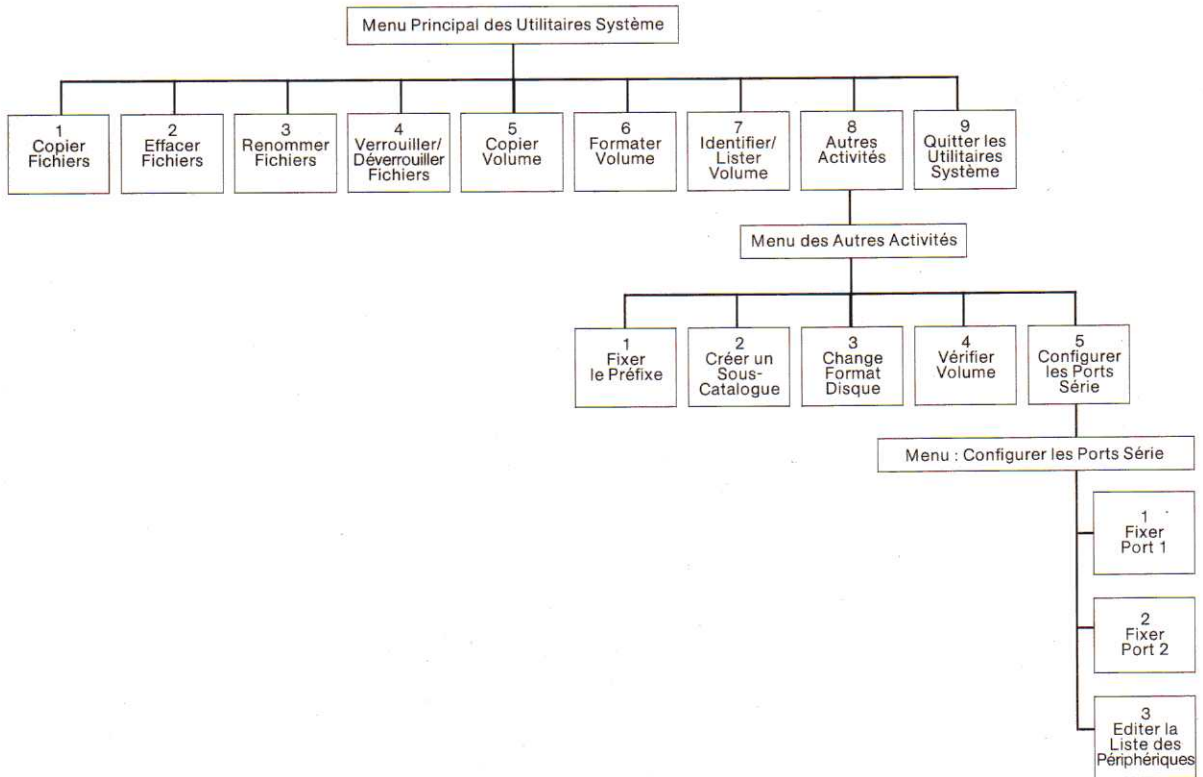 Menu Principal des Utilitaires Système
1
Copier
Fichiers
2
Effacer
Fichiers
3
Renommer
Fichiers
4
Verrouiller/
Déverrouiller
Fichiers
5
Copier
Volume
6
Formater
Volume
7
Identifier/
Lister
Volume
8
Autres
Activités
9
Quitter les
Utilitaires
Système
Menu des Autres Activités
1
Fixer
le Préfixe
2
Créer un
Sous-
Catalogue
3
Change
Format
Disque
4
Vérifier
Volume
5
Configurer
les Ports
Série
Menu : Configurer les Ports Série
1
Fixer
Port 1
2
Fixer
Port 2
3
Editer la
Liste des
Périphériques